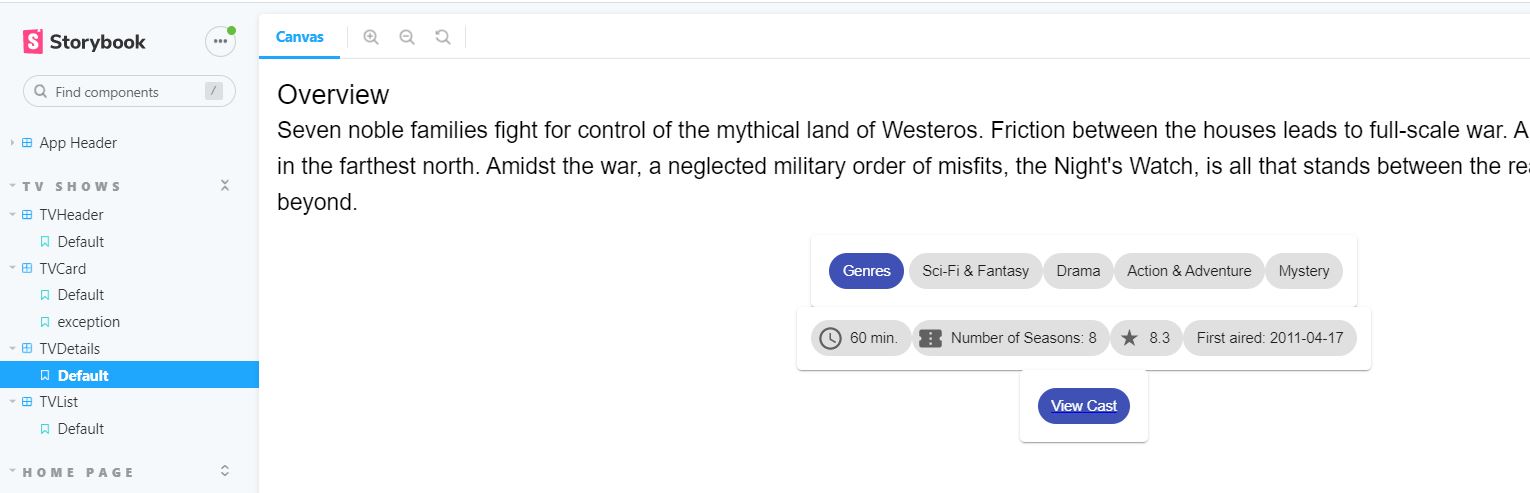 Storybook
Find components
/
App Header
TV SHOWS
TVHeader
Default
TVCard
Default
exception
TVDetails
Default
TVList
Default
HOME PAGE
Canvas
Overview
Seven noble families fight for control of the mythical land of Westeros. Friction between the houses leads to full-scale war. A
in the farthest north. Amidst the war, a neglected military order of misfits, the Night's Watch, is all that stands between the rea
beyond.
Genres Sci-Fi & Fantasy Drama Action & Adventure Mystery
60 min. Number of Seasons: 8 8.3 First aired: 2011-04-17
View Cast